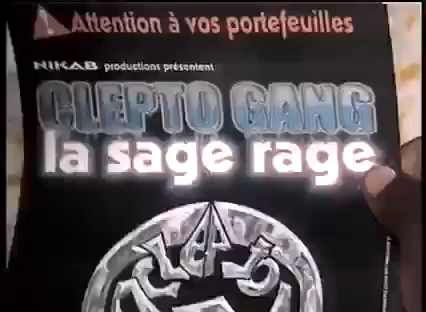 Attention à vos portefeuilles
NIKAB productions présentent
CLEPTO GANG
la sage rage